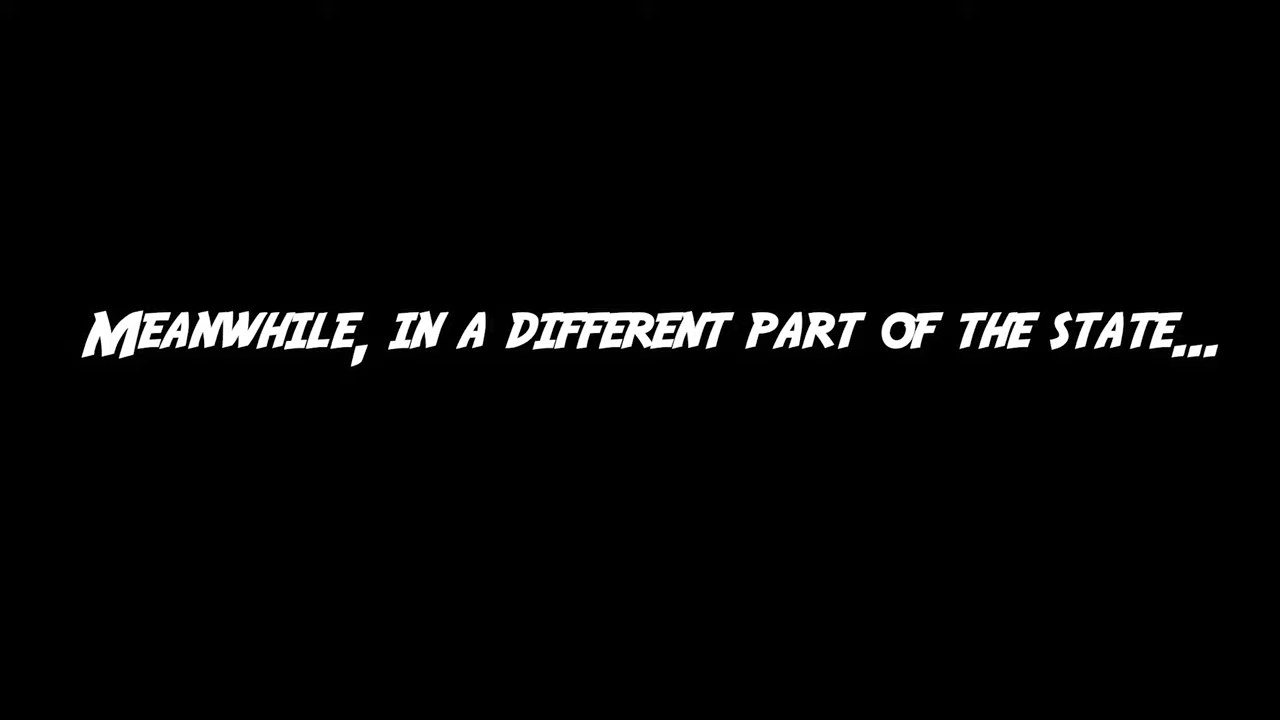 Meanwhile, in a different part of the state...